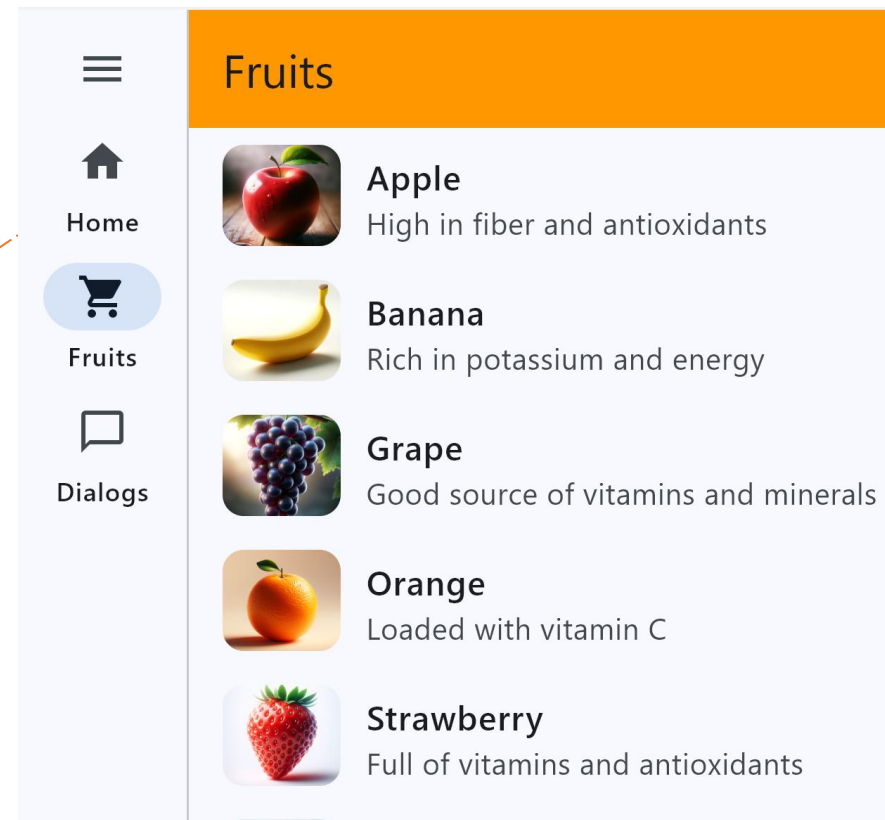 Fruits
Home
Fruits
Dialogs
Apple
High in fiber and antioxidants
Banana
Rich in potassium and energy
Grape
Good source of vitamins and minerals
Orange
Loaded with vitamin C
Strawberry
Full of vitamins and antioxidants